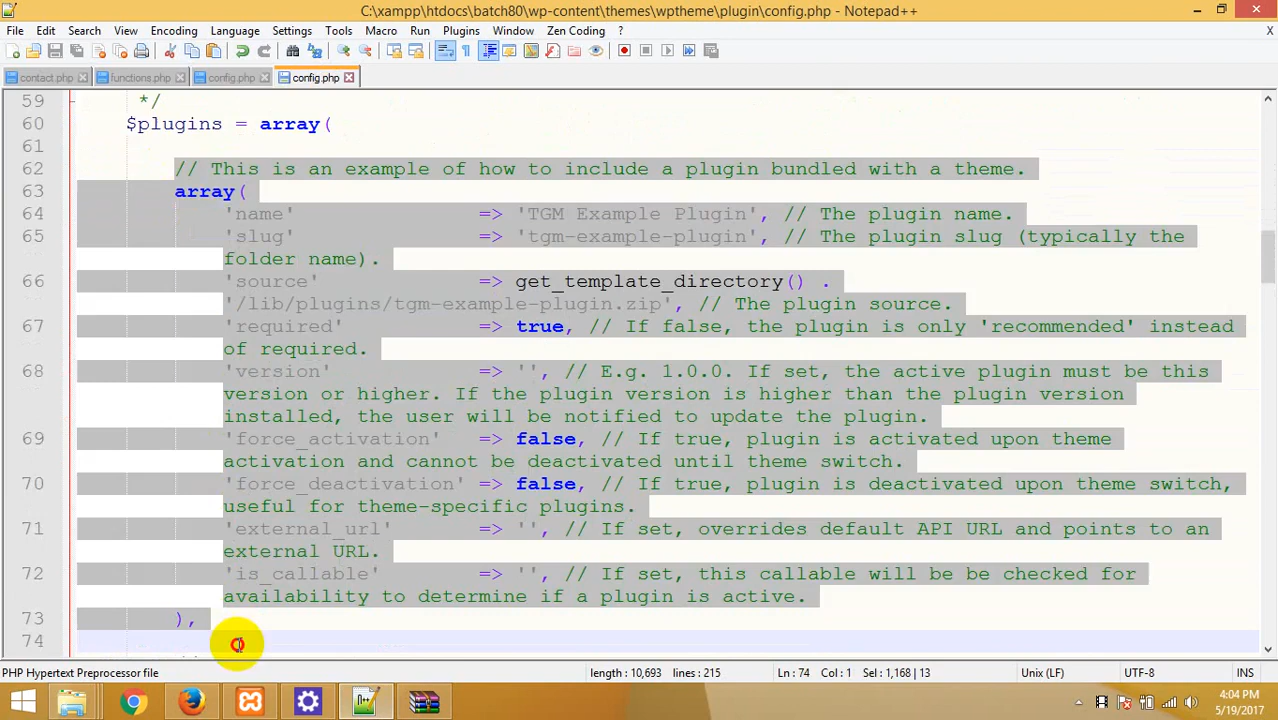 C:\xampp\htdocs\batch80\wp-content\themes\wptheme\plugin\config.php - Notepad++
File Edit Search View Encoding Language Settings Tools Macro Run Plugins Window Zen Coding ? X
contact.php functions.php config.php config.php
59 */
60 $plugins = array(
61
62 // This is an example of how to include a plugin bundled with a theme.
63 array(
64 'name' => 'TGM Example Plugin', // The plugin name.
65 'slug' => 'tgm-example-plugin', // The plugin slug (typically the
folder name).
66 'source' => get_template_directory() .
'/lib/plugins/tgm-example-plugin.zip', // The plugin source.
67 'required' => true, // If false, the plugin is only 'recommended' instead
of required.
68 'version' => '', // E.g. 1.0.0. If set, the active plugin must be this
version or higher. If the plugin version is higher than the plugin version
installed, the user will be notified to update the plugin.
69 'force_activation' => false, // If true, plugin is activated upon theme
activation and cannot be deactivated until theme switch.
70 'force_deactivation' => false, // If true, plugin is deactivated upon theme switch,
useful for theme-specific plugins.
71 'external_url' => '', // If set, overrides default API URL and points to an
external URL.
72 'is_callable' => '', // If set, this callable will be be checked for
availability to determine if a plugin is active.
73 ),
74
PHP Hypertext Preprocessor file length : 10,693 lines : 215 Ln : 74 Col : 1 Sel : 1,168 | 13 Unix (LF) UTF-8 INS
4:04 PM
5/19/2017